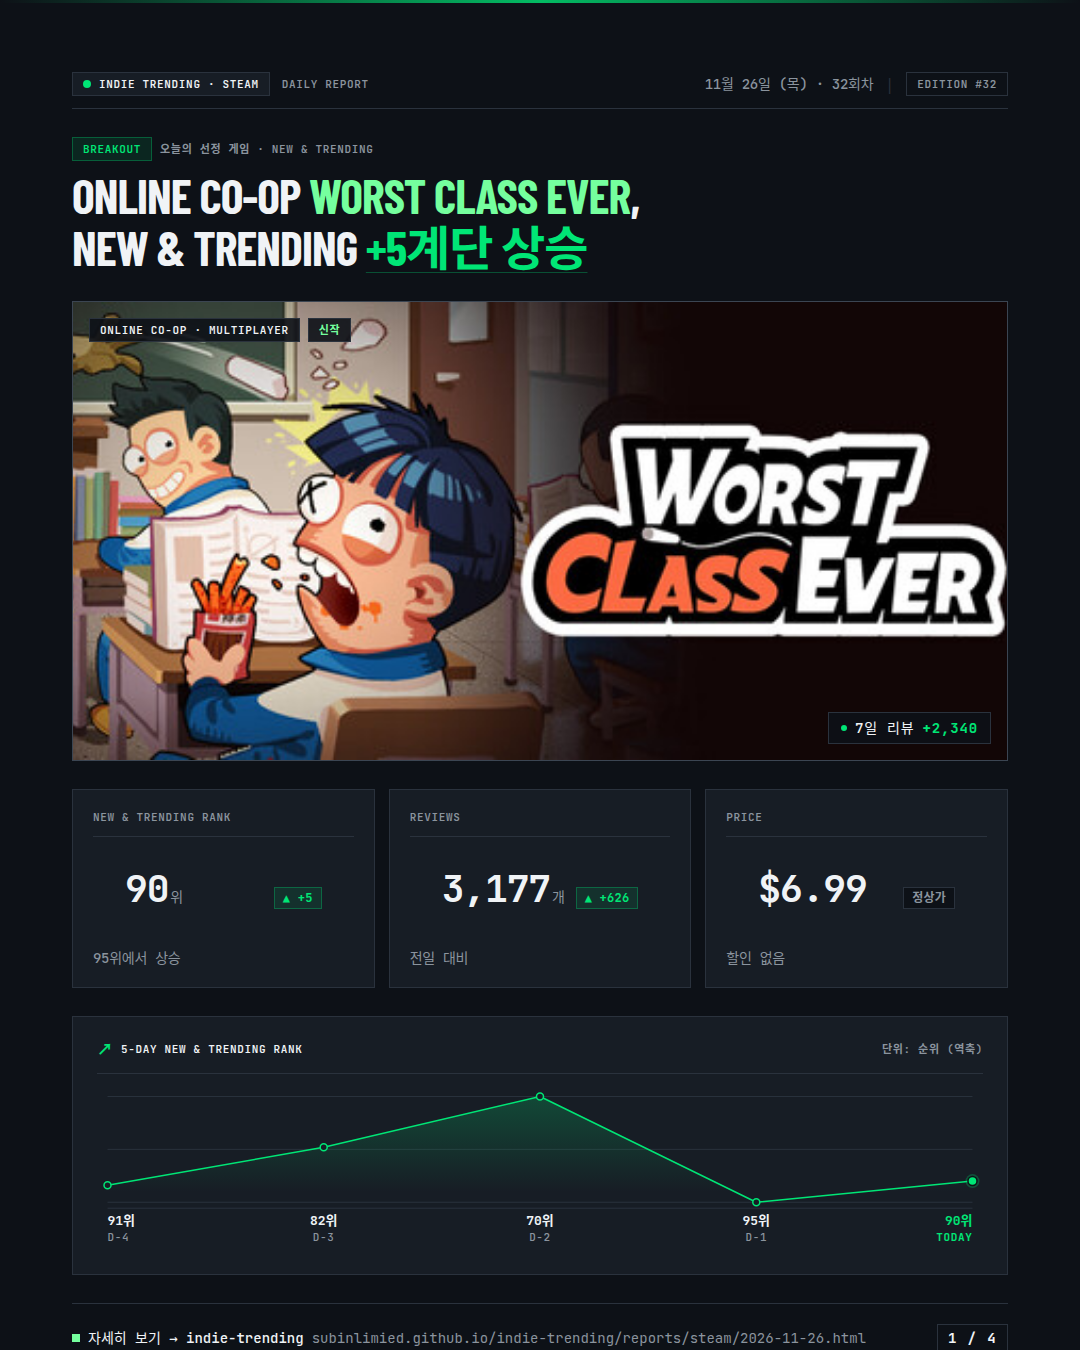 INDIE TRENDING · STEAM DAILY REPORT 11월 26일 (목) · 32회차 EDITION #32
BREAKOUT 오늘의 선정 게임 · NEW & TRENDING
ONLINE CO-OP WORST CLASS EVER,
NEW & TRENDING +5계단 상승
ONLINE CO-OP · MULTIPLAYER 신작
WORST
CLASS EVER
7일 리뷰 +2,340
NEW & TRENDING RANK
90위 ▲ +5
95위에서 상승
REVIEWS
3,177개 ▲ +626
전일 대비
PRICE
$6.99 정상가
할인 없음
↗ 5-DAY NEW & TRENDING RANK 단위: 순위 (역축)
91위 82위 70위 95위 90위
D-4 D-3 D-2 D-1 TODAY
자세히 보기 → indie-trending subinlimied.github.io/indie-trending/reports/steam/2026-11-26.html 1 / 4